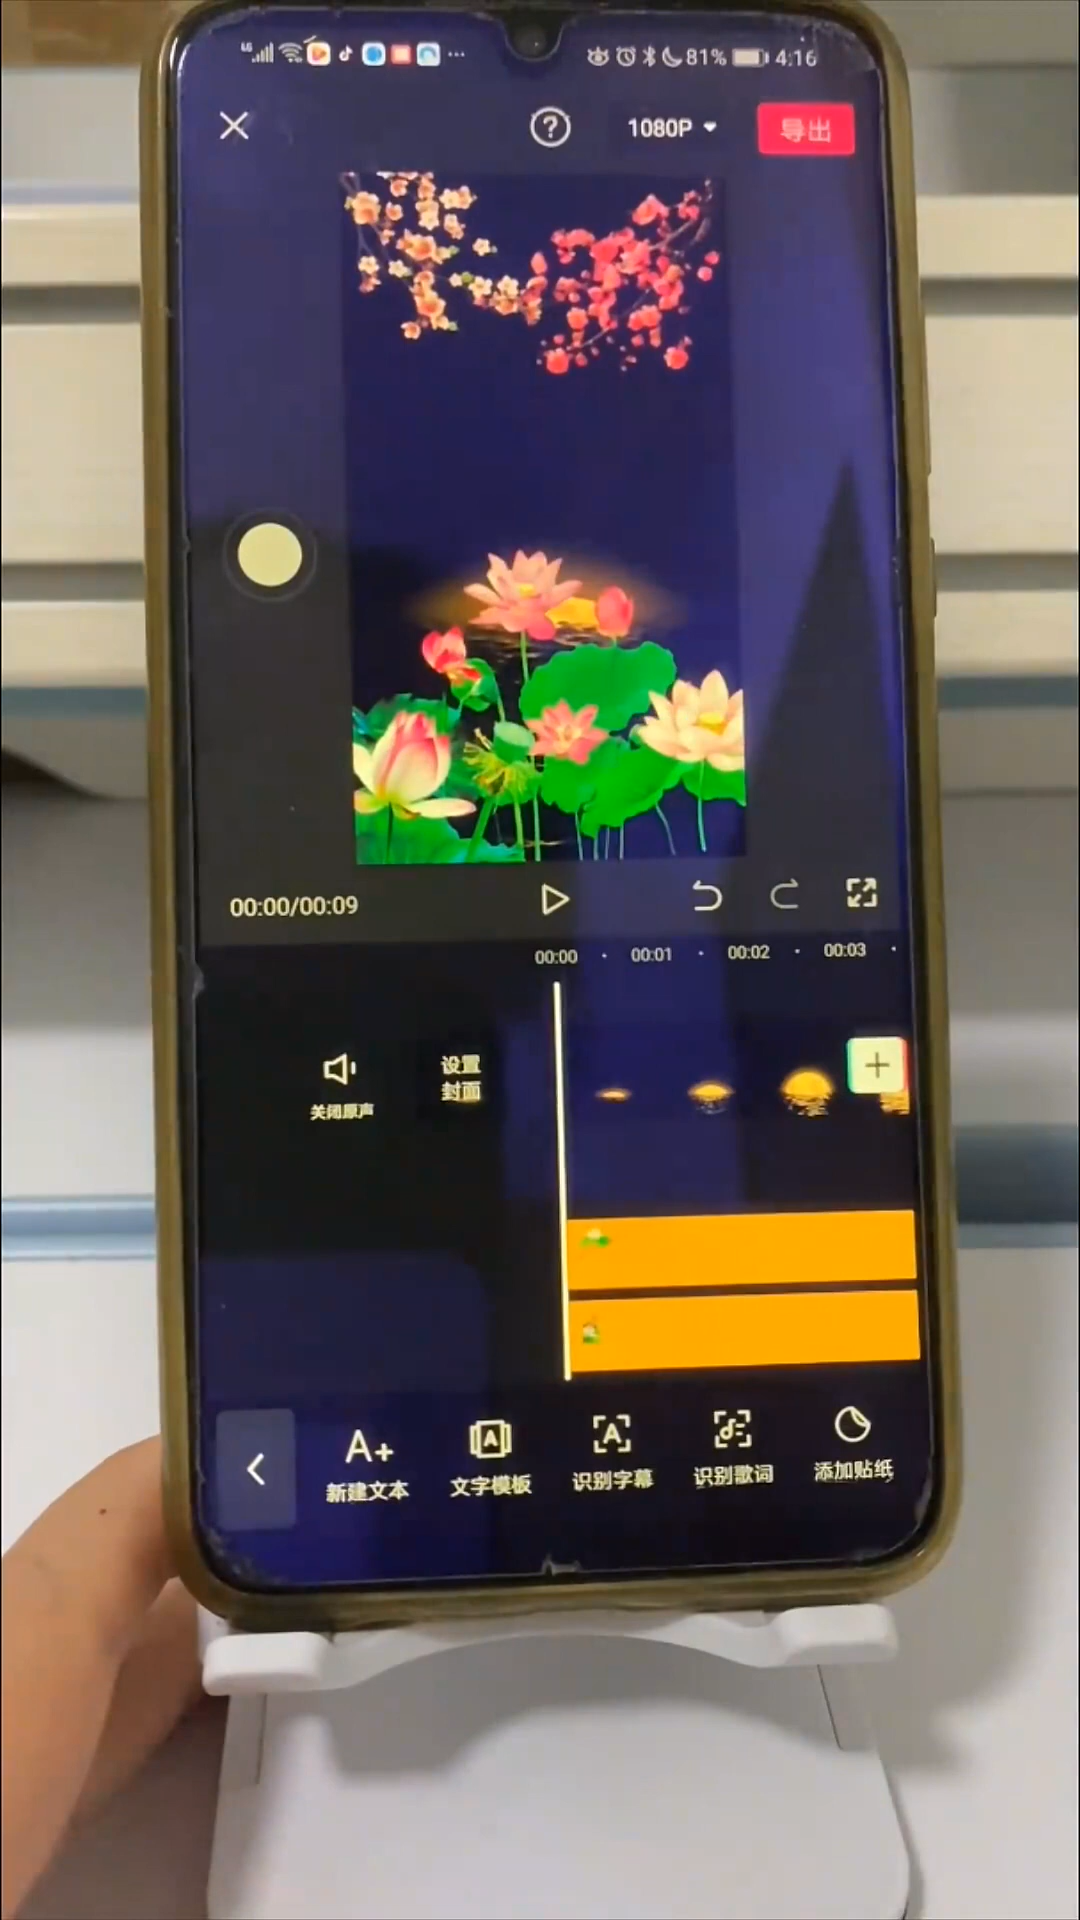 4G 81% 4:16
1080P 导出
00:00/00:09
00:00 00:01 00:02 00:03
关闭原声
设置
封面
新建文本 文字模板 识别字幕 识别歌词 添加贴纸